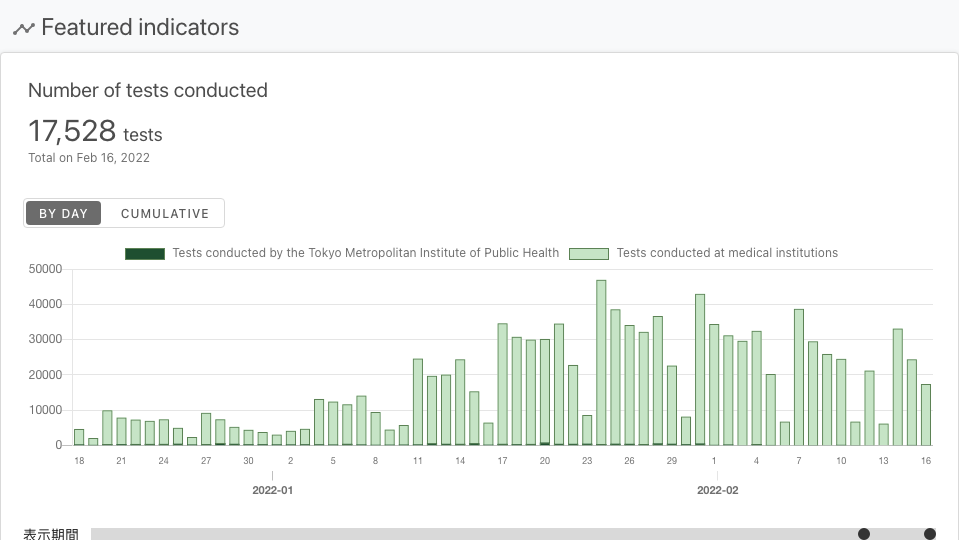 Featured indicators
Number of tests conducted
17,528 tests
Total on Feb 16, 2022
BY DAY CUMULATIVE
Tests conducted by the Tokyo Metropolitan Institute of Public Health Tests conducted at medical institutions
50000
40000
30000
20000
10000
0
18 21 24 27 30 2 5 8 11 14 17 20 23 26 29 1 4 7 10 13 16
2022-01 2022-02
表示期間